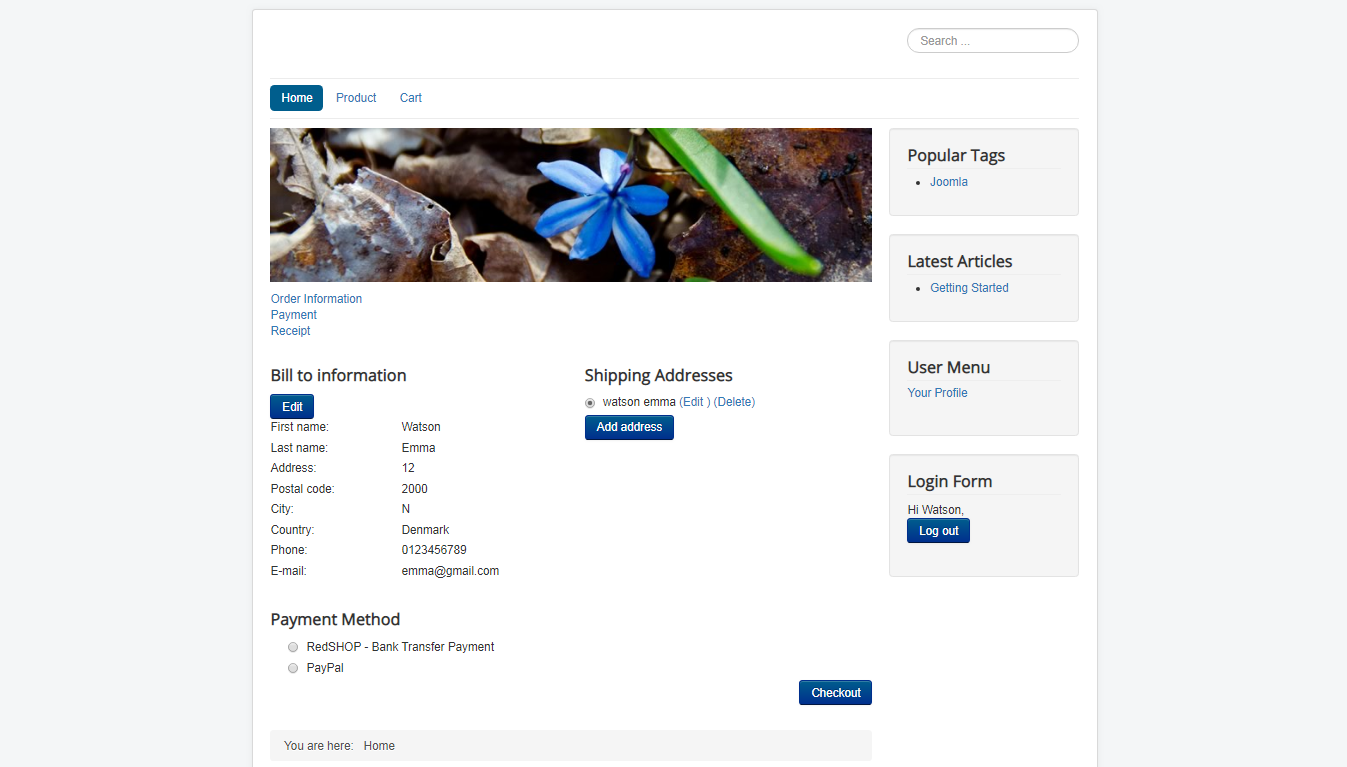 Search ...
Home Product Cart
Order Information
Payment
Receipt
Bill to information
Edit
First name: Watson
Last name: Emma
Address: 12
Postal code: 2000
City: N
Country: Denmark
Phone: 0123456789
E-mail: emma@gmail.com
Shipping Addresses
watson emma (Edit ) (Delete)
Add address
Payment Method
RedSHOP - Bank Transfer Payment
PayPal
Checkout
You are here: Home
Popular Tags
Joomla
Latest Articles
Getting Started
User Menu
Your Profile
Login Form
Hi Watson,
Log out